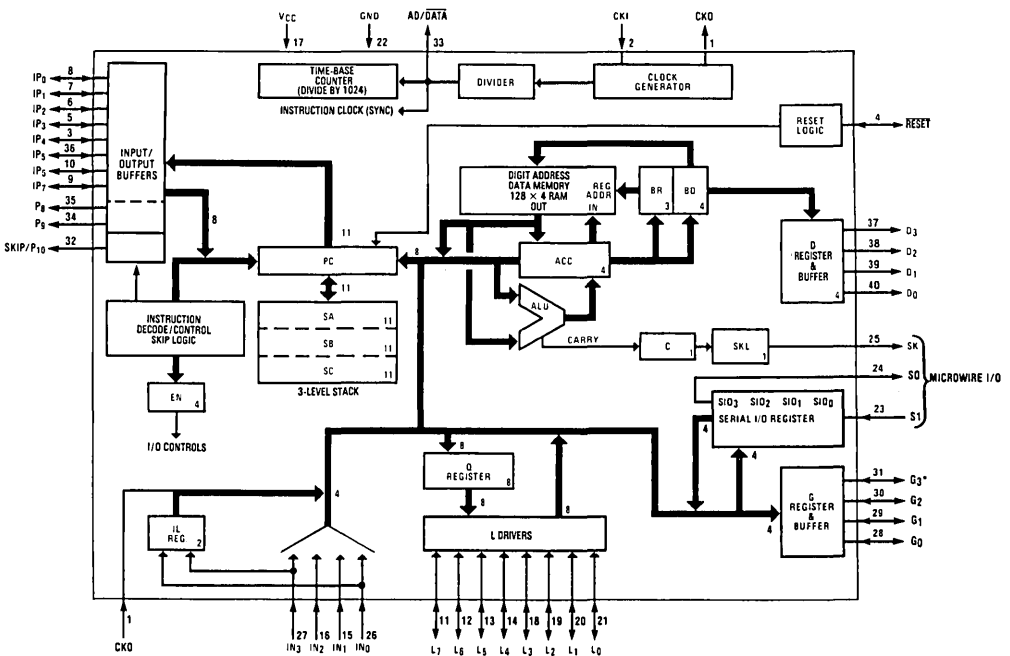 VCC
GND
AD/DATA
CKI
CKO
17
22
33
2
1
TIME-BASE
COUNTER
(DIVIDE BY 1024)
DIVIDER
CLOCK
GENERATOR
INSTRUCTION CLOCK (SYNC)
RESET
LOGIC
4
RESET
IP0
8
IP1
7
IP2
6
IP3
5
IP4
3
IP5
36
IP5
10
IP7
9
P8
35
P9
34
SKIP/P10
32
INPUT/
OUTPUT
BUFFERS
8
11
PC
8
11
SA
11
SB
11
SC
11
3-LEVEL STACK
INSTRUCTION
DECODE/CONTROL
SKIP LOGIC
EN
4
I/O CONTROLS
DIGIT ADDRESS
DATA MEMORY
128 × 4 RAM
OUT
REG
ADDR
IN
BR
3
BD
4
ACC
4
ALU
CARRY
C
1
SKL
1
D
REGISTER
&
BUFFER
4
37
D3
38
D2
39
D1
40
D0
25
SK
24
SO
MICROWIRE I/O
23
S1
SIO3 SIO2 SIO1 SIO0
SERIAL I/O REGISTER
4
4
4
G
REGISTER
&
BUFFER
31
G3*
30
G2
29
G1
28
G0
Q
REGISTER
8
8
8
8
L DRIVERS
IL
REG
2
4
1
CKO
27
16
15
26
IN3
IN2
IN1
IN0
11
12
13
14
18
19
20
21
L7
L6
L5
L4
L3
L2
L1
L0